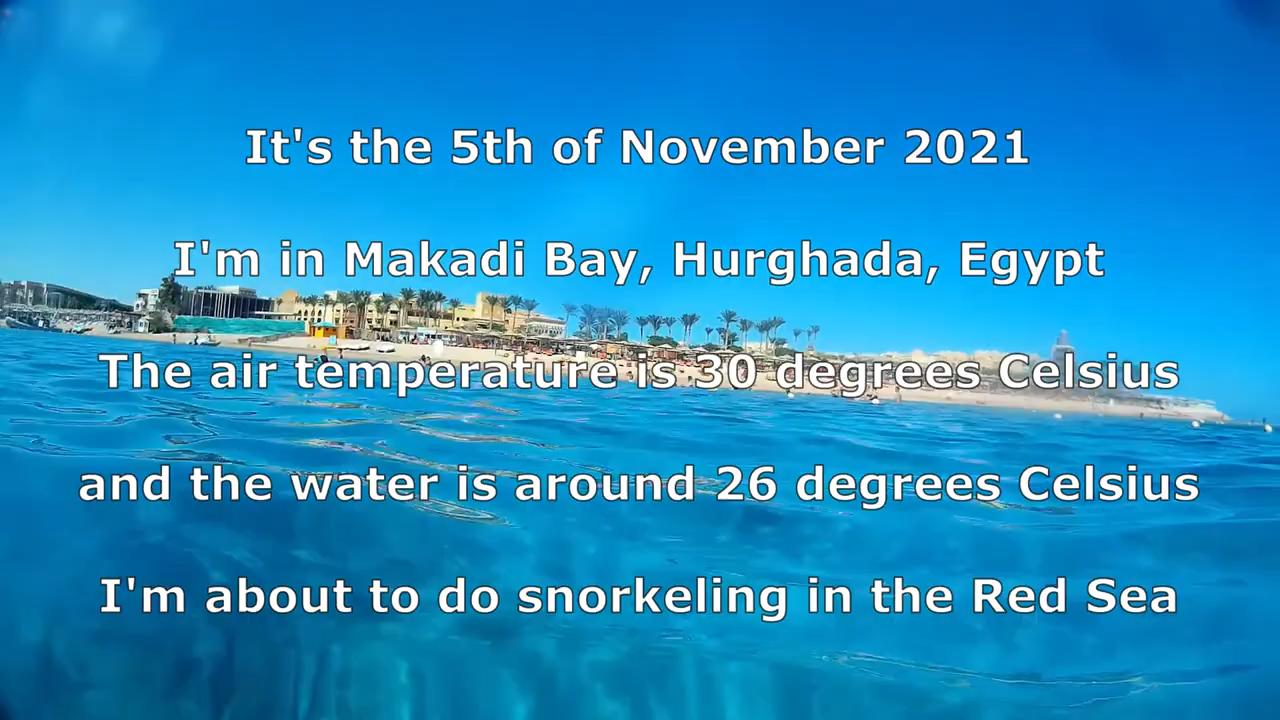 It's the 5th of November 2021
I'm in Makadi Bay, Hurghada, Egypt
The air temperature is 30 degrees Celsius
and the water is around 26 degrees Celsius
I'm about to do snorkeling in the Red Sea